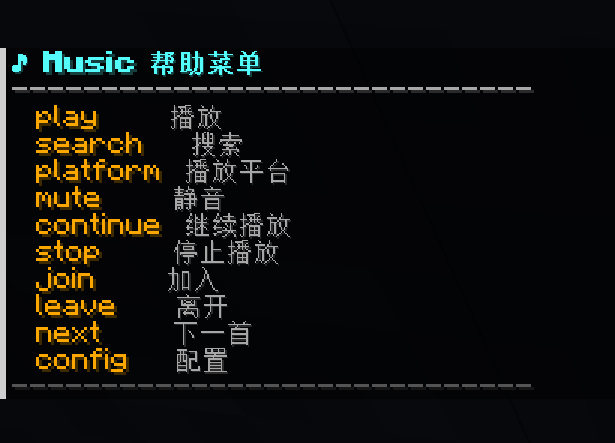 ♪ Music 帮助菜单
--------------------------------
play 播放
search 搜索
platform 播放平台
mute 静音
continue 继续播放
stop 停止播放
join 加入
leave 离开
next 下一首
config 配置
--------------------------------